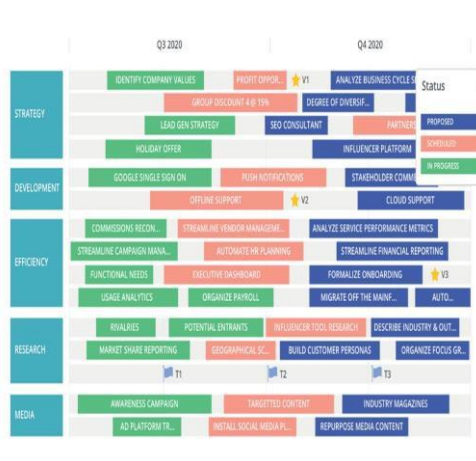 Q3 2020 Q4 2020
STRATEGY
IDENTIFY COMPANY VALUES PROFIT OPPOR... V1 ANALYZE BUSINESS CYCLE S
GROUP DISCOUNT 4 @ 15% DEGREE OF DIVERSIF...
LEAD GEN STRATEGY SEO CONSULTANT PARTNERS
HOLIDAY OFFER INFLUENCER PLATFORM
Status
PROPOSED
SCHEDULED
IN PROGRESS
DEVELOPMENT
GOOGLE SINGLE SIGN ON PUSH NOTIFICATIONS STAKEHOLDER COMME
OFFLINE SUPPORT V2 CLOUD SUPPORT
EFFICIENCY
COMMISSIONS RECON... STREAMLINE VENDOR MANAGEME... ANALYZE SERVICE PERFORMANCE METRICS
STREAMLINE CAMPAIGN MANA... AUTOMATE HR PLANNING STREAMLINE FINANCIAL REPORTING
FUNCTIONAL NEEDS EXECUTIVE DASHBOARD FORMALIZE ONBOARDING V3
USAGE ANALYTICS ORGANIZE PAYROLL MIGRATE OFF THE MAINF... AUTO...
RESEARCH
RIVALRIES POTENTIAL ENTRANTS INFLUENCER TOOL RESEARCH DESCRIBE INDUSTRY & OUT...
MARKET SHARE REPORTING GEOGRAPHICAL SC... BUILD CUSTOMER PERSONAS ORGANIZE FOCUS GR...
T1 T2 T3
MEDIA
AWARENESS CAMPAIGN TARGETTED CONTENT INDUSTRY MAGAZINES
AD PLATFORM TR... INSTALL SOCIAL MEDIA PL... REPURPOSE MEDIA CONTENT